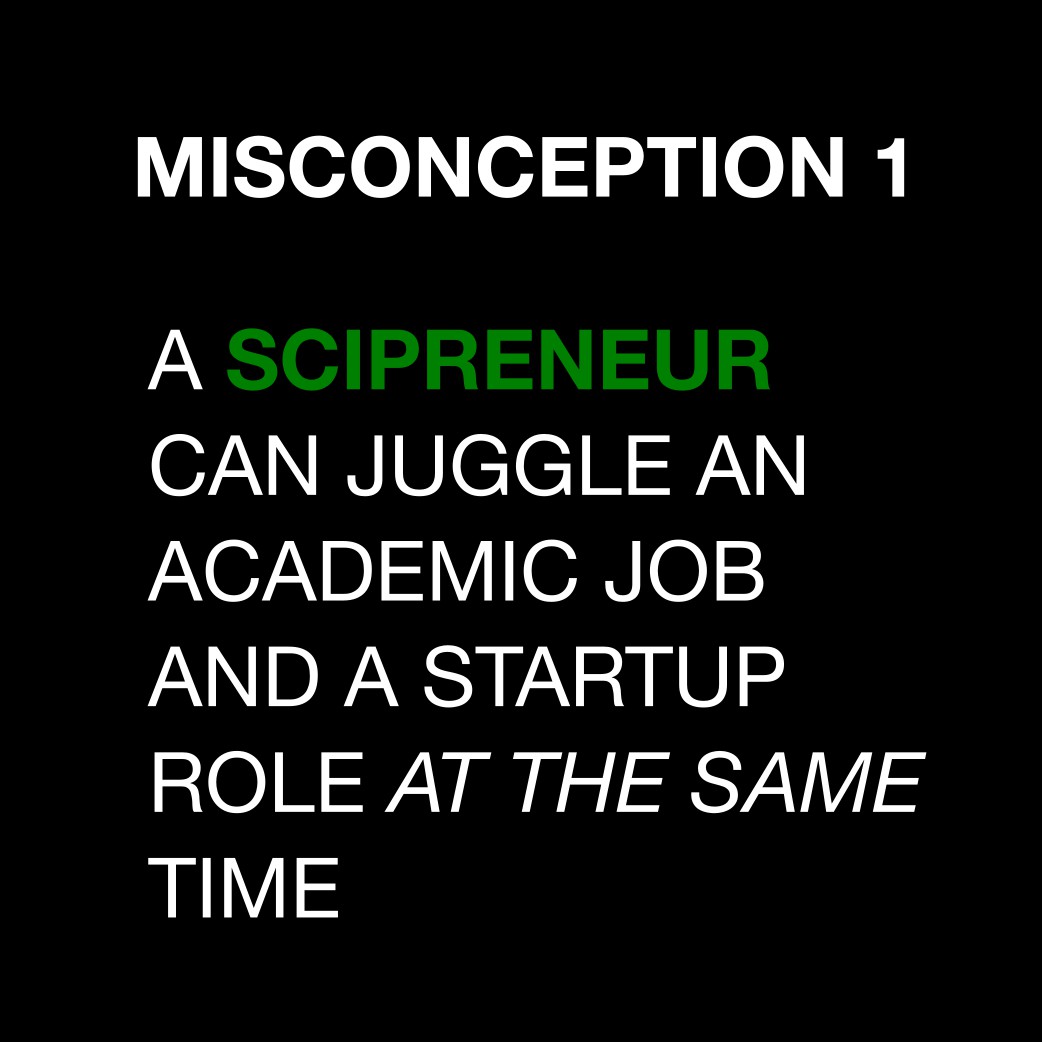 MISCONCEPTION 1
A SCIPRENEUR
CAN JUGGLE AN
ACADEMIC JOB
AND A STARTUP
ROLE AT THE SAME
TIME